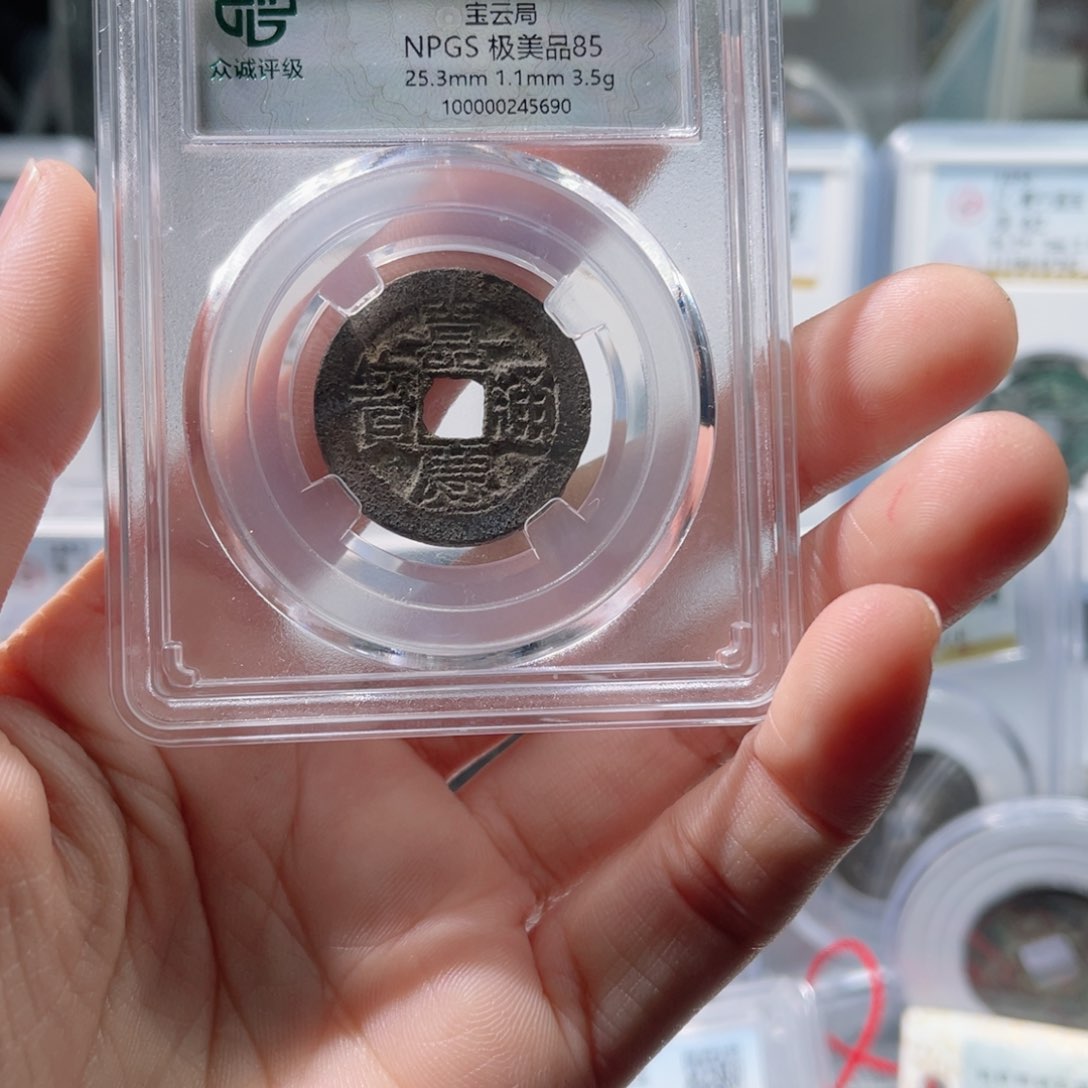 宝云局
NPGS 极美品85
25.3mm 1.1mm 3.5g
100000245690
众诚评级
嘉慶通寶